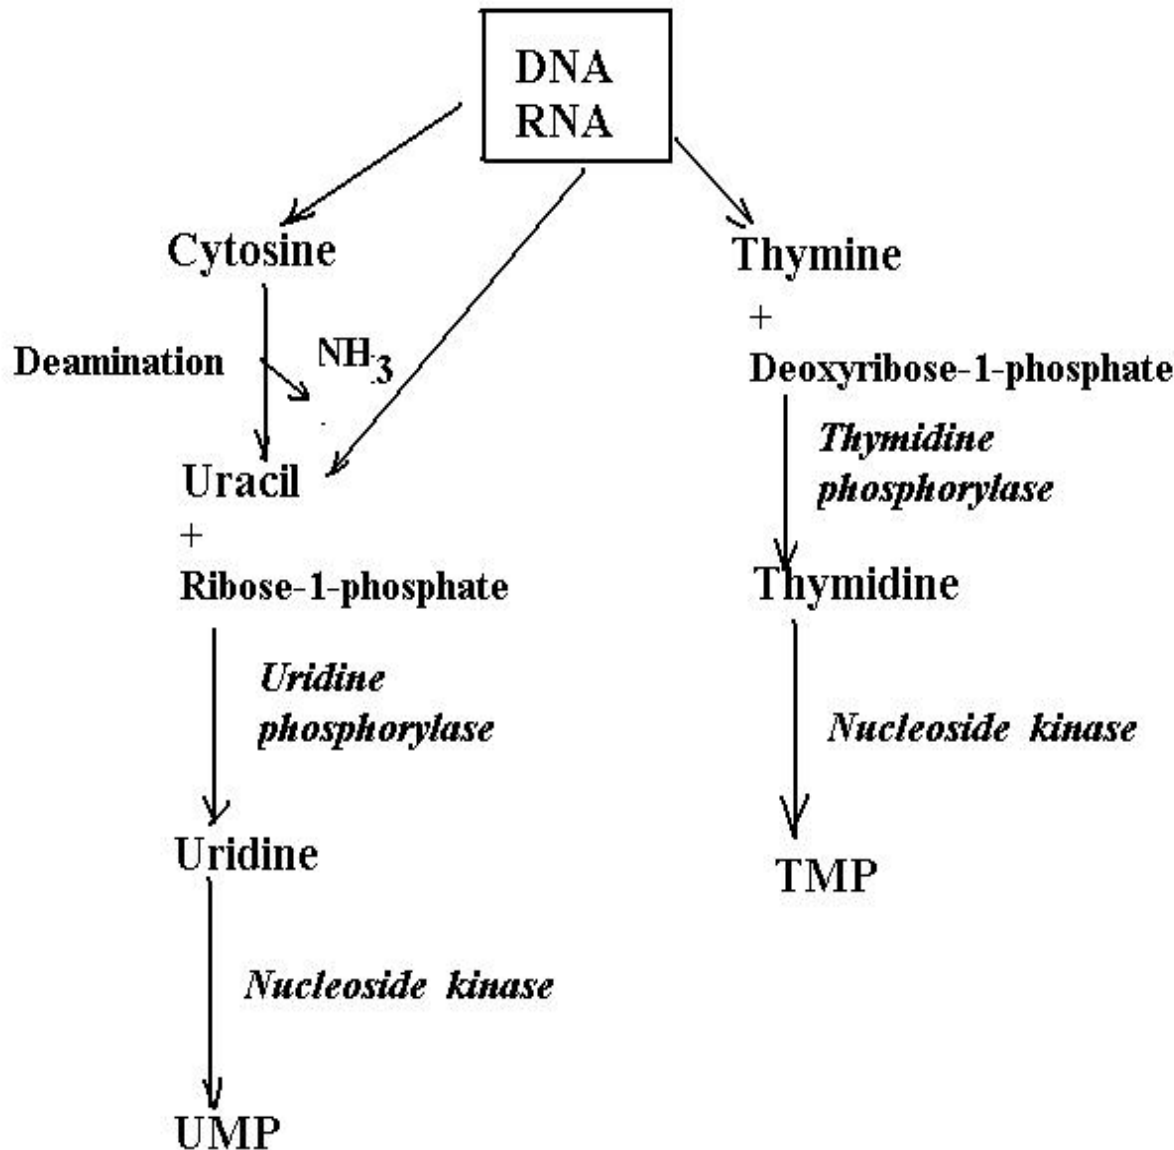 DNA
RNA
Cytosine
Thymine
+
Deamination
NH3
Deoxyribose-1-phosphate
Thymidine
phosphorylase
Uracil
+
Ribose-1-phosphate
Thymidine
Uridine
phosphorylase
Nucleoside kinase
Uridine
TMP
Nucleoside kinase
UMP